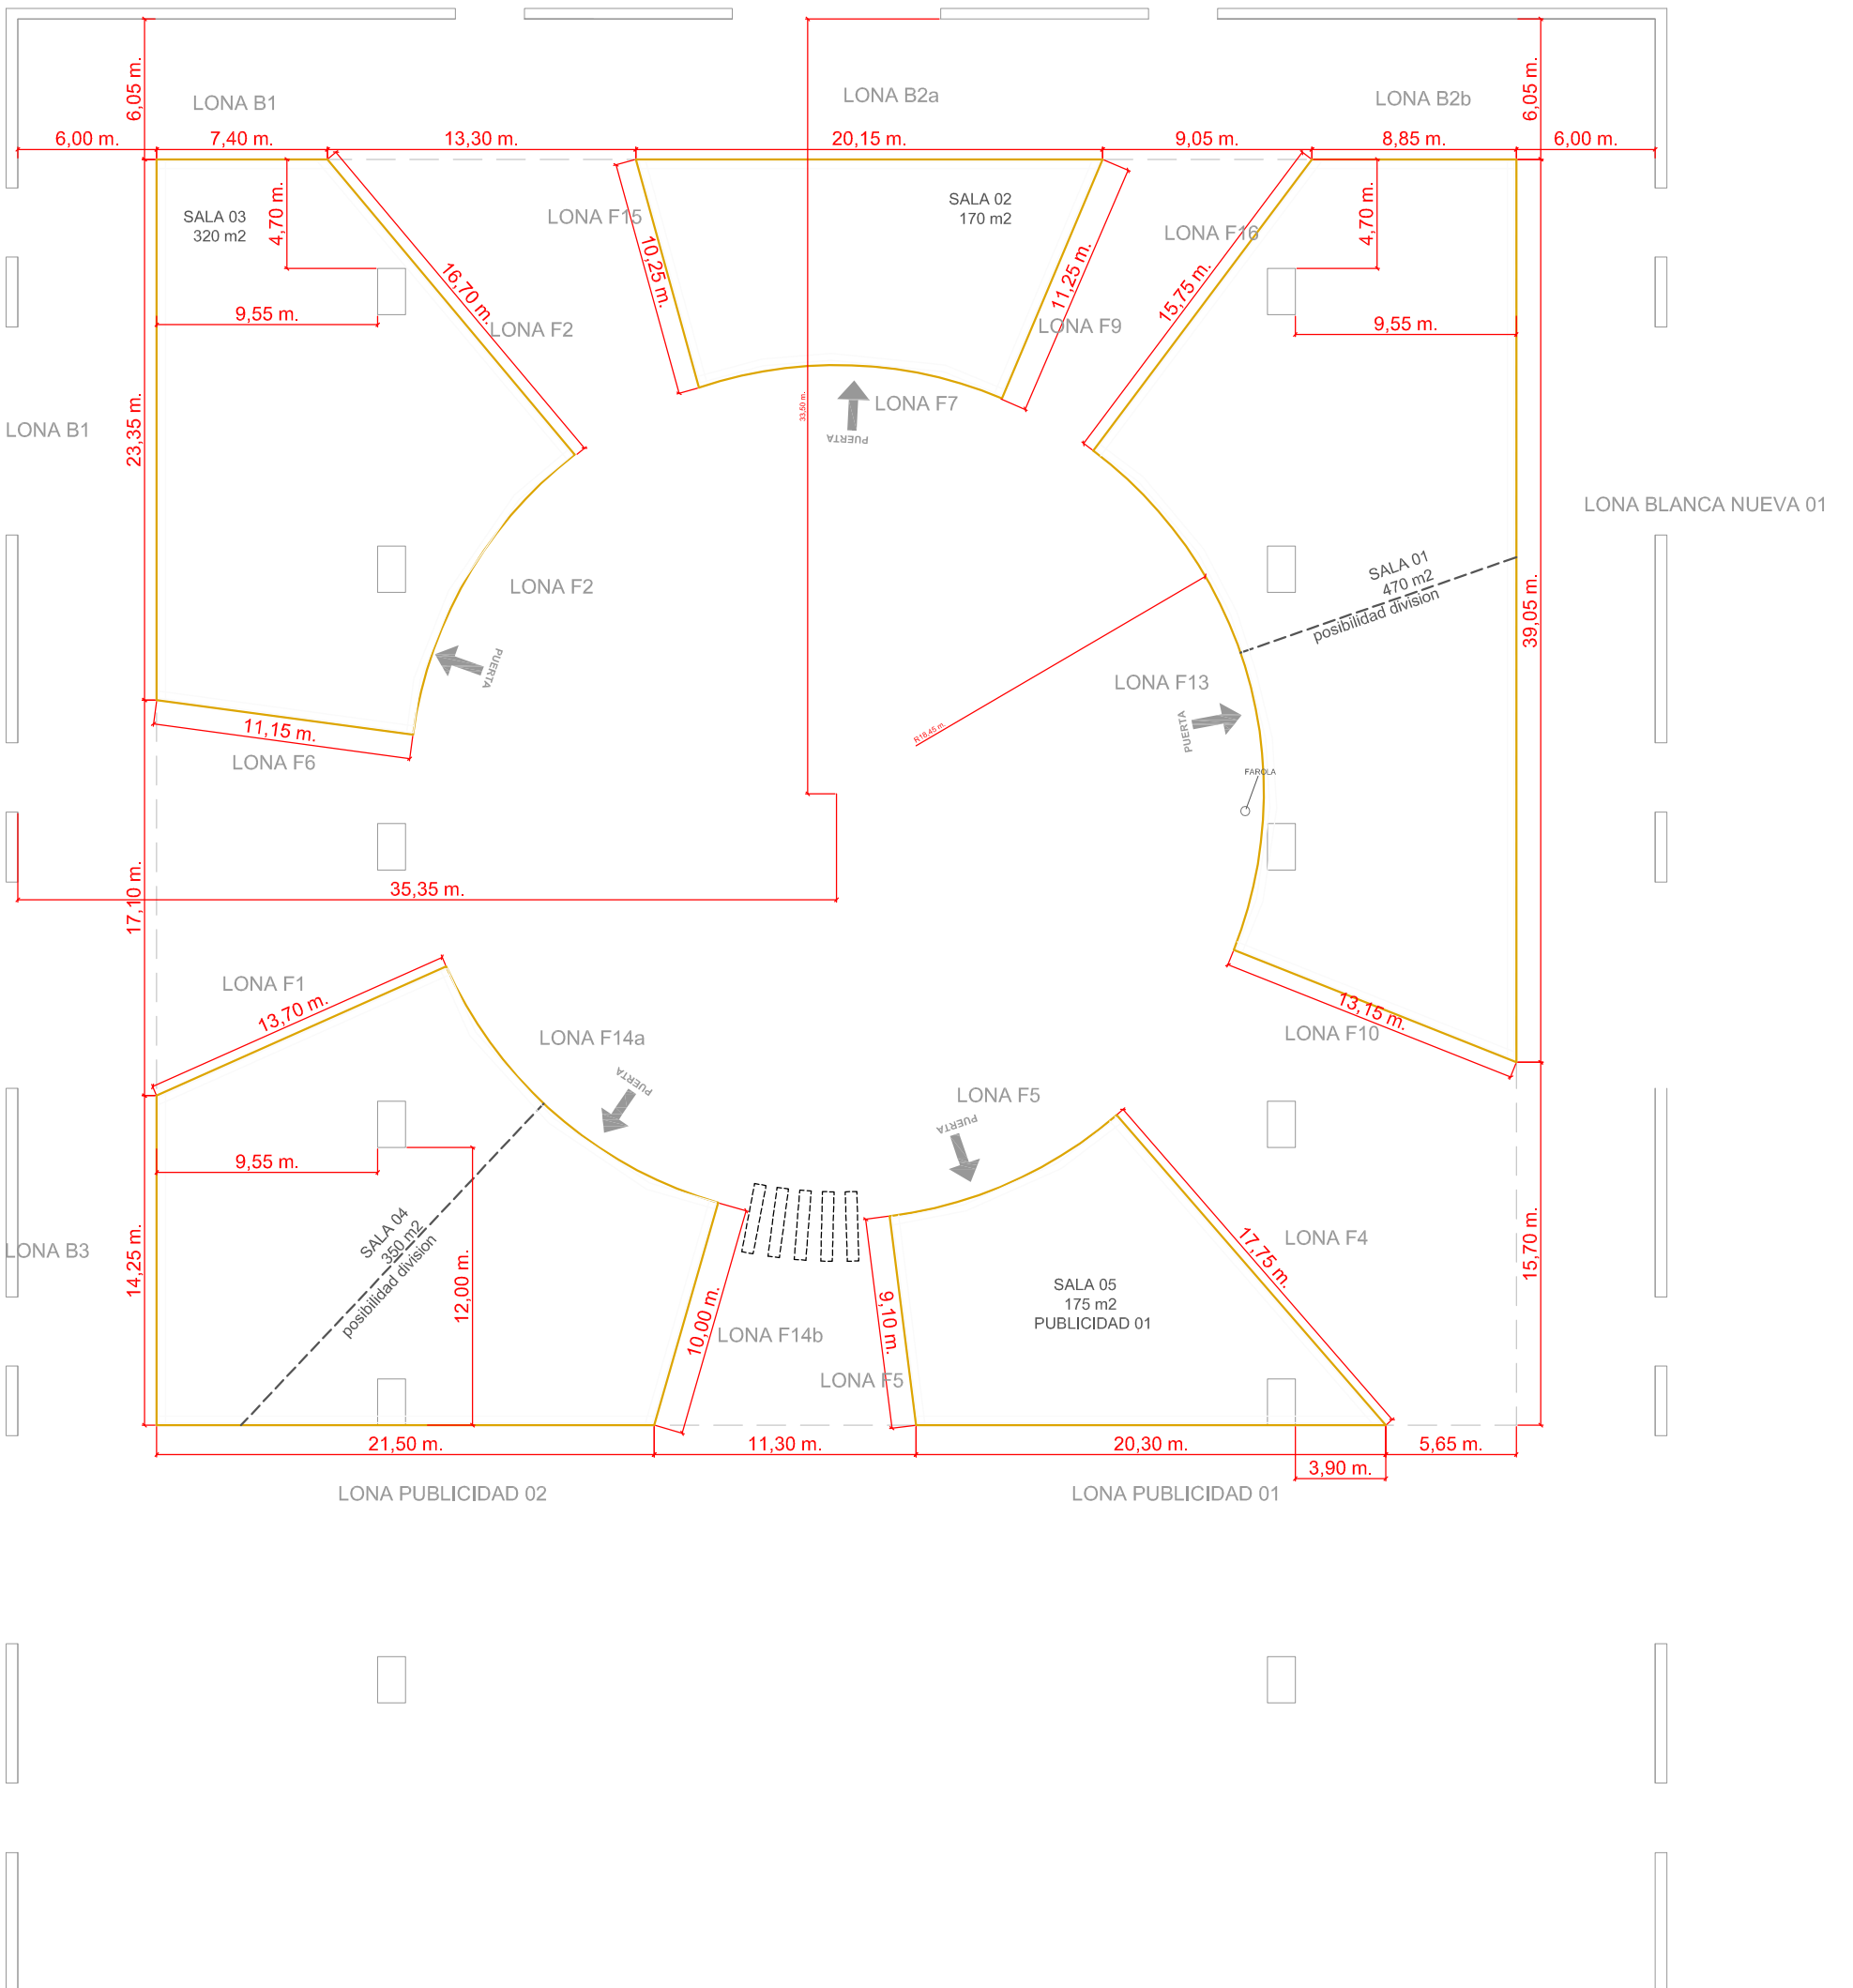 6,05 m.
LONA B1
LONA B2a
LONA B2b
6,05 m.
6,00 m.
7,40 m.
13,30 m.
20,15 m.
9,05 m.
8,85 m.
6,00 m.
SALA 03
320 m2
4,70 m.
LONA F15
SALA 02
170 m2
LONA F16
4,70 m.
10,25 m.
16,70 m.
11,25 m.
15,75 m.
9,55 m.
LONA F2
LONA F9
9,55 m.
33,50 m.
LONA F7
PUERTA
LONA B1
23,35 m.
LONA BLANCA NUEVA 01
SALA 01
470 m2
posibilidad division
LONA F2
39,05 m.
PUERTA
LONA F13
PUERTA
11,15 m.
R18,45 m.
LONA F6
FAROLA
35,35 m.
17,10 m.
LONA F1
13,70 m.
13,15 m.
LONA F10
LONA F14a
PUERTA
LONA F5
PUERTA
9,55 m.
SALA 04
350 m2
posibilidad division
LONA B3
14,25 m.
12,00 m.
10,00 m.
LONA F14b
9,10 m.
LONA F5
SALA 05
175 m2
PUBLICIDAD 01
17,75 m.
LONA F4
15,70 m.
21,50 m.
11,30 m.
20,30 m.
5,65 m.
3,90 m.
LONA PUBLICIDAD 02
LONA PUBLICIDAD 01